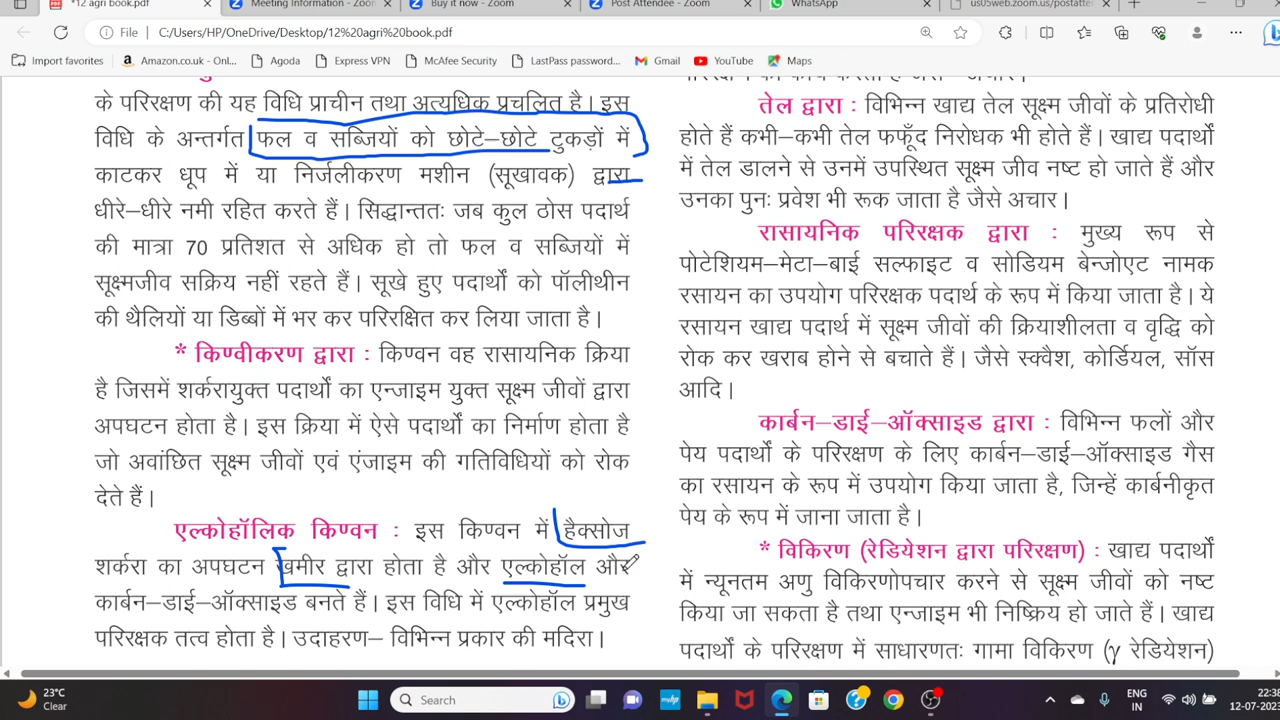 *12 agri book.pdf
Meeting Information - Zoom
Buy it now - Zoom
Post Attendee - Zoom
WhatsApp
us05web.zoom.us/postatten
File C:/Users/HP/OneDrive/Desktop/12%20agri%20book.pdf
Import favorites
Amazon.co.uk - Onl...
Agoda
Express VPN
McAfee Security
LastPass password...
Gmail
YouTube
Maps
के परिरक्षण की यह विधि प्राचीन तथा अत्यधिक प्रचलित है। इस
विधि के अन्तर्गत फल व सब्जियों को छोटे–छोटे टुकड़ों में
काटकर धूप में या निर्जलीकरण मशीन (सूखावक) द्वारा
धीरे–धीरे नमी रहित करते हैं। सिद्धान्ततः जब कुल ठोस पदार्थ
की मात्रा 70 प्रतिशत से अधिक हो तो फल व सब्जियों में
सूक्ष्मजीव सक्रिय नहीं रहते हैं। सूखे हुए पदार्थों को पॉलीथीन
की थैलियों या डिब्बों में भर कर परिरक्षित कर लिया जाता है।
* किण्वीकरण द्वारा : किण्वन वह रासायनिक क्रिया
है जिसमें शर्करायुक्त पदार्थों का एन्जाइम युक्त सूक्ष्म जीवों द्वारा
अपघटन होता है। इस क्रिया में ऐसे पदार्थों का निर्माण होता है
जो अवांछित सूक्ष्म जीवों एवं एंजाइम की गतिविधियों को रोक
देते हैं।
एल्कोहॉलिक किण्वन : इस किण्वन में हैक्सोज
शर्करा का अपघटन खमीर द्वारा होता है और एल्कोहॉल और
कार्बन–डाई–ऑक्साइड बनते हैं। इस विधि में एल्कोहॉल प्रमुख
परिरक्षक तत्व होता है। उदाहरण– विभिन्न प्रकार की मदिरा।
तेल द्वारा : विभिन्न खाद्य तेल सूक्ष्म जीवों के प्रतिरोधी
होते हैं कभी–कभी तेल फफूँद निरोधक भी होते हैं। खाद्य पदार्थों
में तेल डालने से उनमें उपस्थित सूक्ष्म जीव नष्ट हो जाते हैं और
उनका पुनः प्रवेश भी रूक जाता है जैसे अचार।
रासायनिक परिरक्षक द्वारा : मुख्य रूप से
पोटेशियम–मेटा–बाई सल्फाइट व सोडियम बेन्जोएट नामक
रसायन का उपयोग परिरक्षक पदार्थ के रूप में किया जाता है। ये
रसायन खाद्य पदार्थ में सूक्ष्म जीवों की क्रियाशीलता व वृद्धि को
रोक कर खराब होने से बचाते हैं। जैसे स्क्वैश, कोर्डियल, सॉस
आदि।
कार्बन–डाई–ऑक्साइड द्वारा : विभिन्न फलों और
पेय पदार्थों के परिरक्षण के लिए कार्बन–डाई–ऑक्साइड गैस
का रसायन के रूप में उपयोग किया जाता है, जिन्हें कार्बनीकृत
पेय के रूप में जाना जाता है।
* विकिरण (रेडियेशन द्वारा परिरक्षण) : खाद्य पदार्थों
में न्यूनतम अणु विकिरणोपचार करने से सूक्ष्म जीवों को नष्ट
किया जा सकता है तथा एन्जाइम भी निष्क्रिय हो जाते हैं। खाद्य
पदार्थों के परिरक्षण में साधारणतः गामा विकिरण (γ रेडियेशन)
23°C
Clear
Search
ENG
IN
22:38
12-07-2023